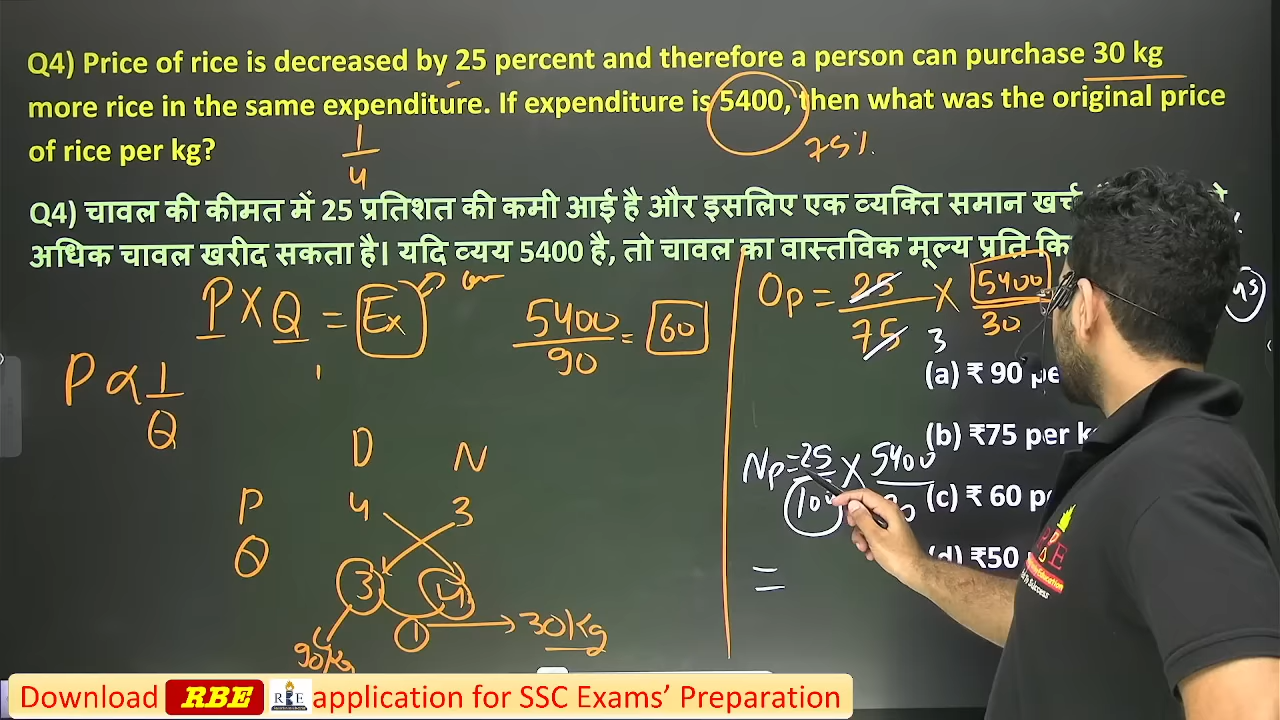 Q4) Price of rice is decreased by 25 percent and therefore a person can purchase 30 kg
more rice in the same expenditure. If expenditure is 5400, then what was the original price
of rice per kg?
1/4
75%
Q4) चावल की कीमत में 25 प्रतिशत की कमी आई है और इसलिए एक व्यक्ति समान खर्च
अधिक चावल खरीद सकता है। यदि व्यय 5400 है, तो चावल का वास्तविक मूल्य प्रति
P X Q = Ex
5400/90 = 60
P ∝ 1/Q
D N
P 4 3
Q 3 4
1 → 30kg
90kg
Op = 25/75 X 5400/30
3
45
(a) ₹ 90
(b) ₹75 per
(c) ₹ 60
(d) ₹50
Np = 25/100 X 5400
=
Download RBE application for SSC Exams' Preparation